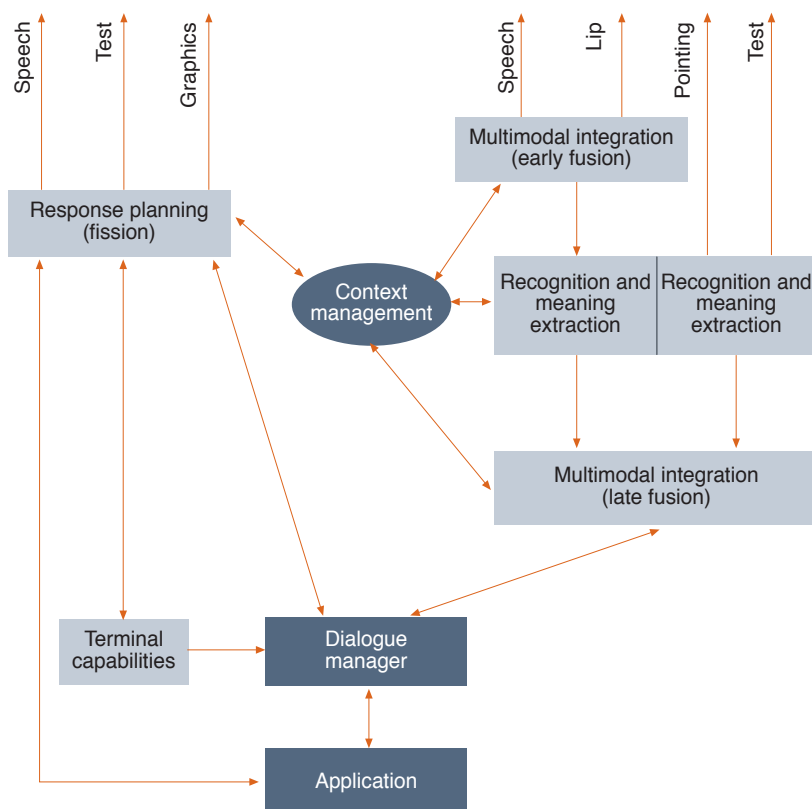 Speech
Test
Graphics
Speech
Lip
Pointing
Test
Multimodal integration
(early fusion)
Response planning
(fission)
Context
management
Recognition and
meaning
extraction
Recognition and
meaning
extraction
Multimodal integration
(late fusion)
Terminal
capabilities
Dialogue
manager
Application